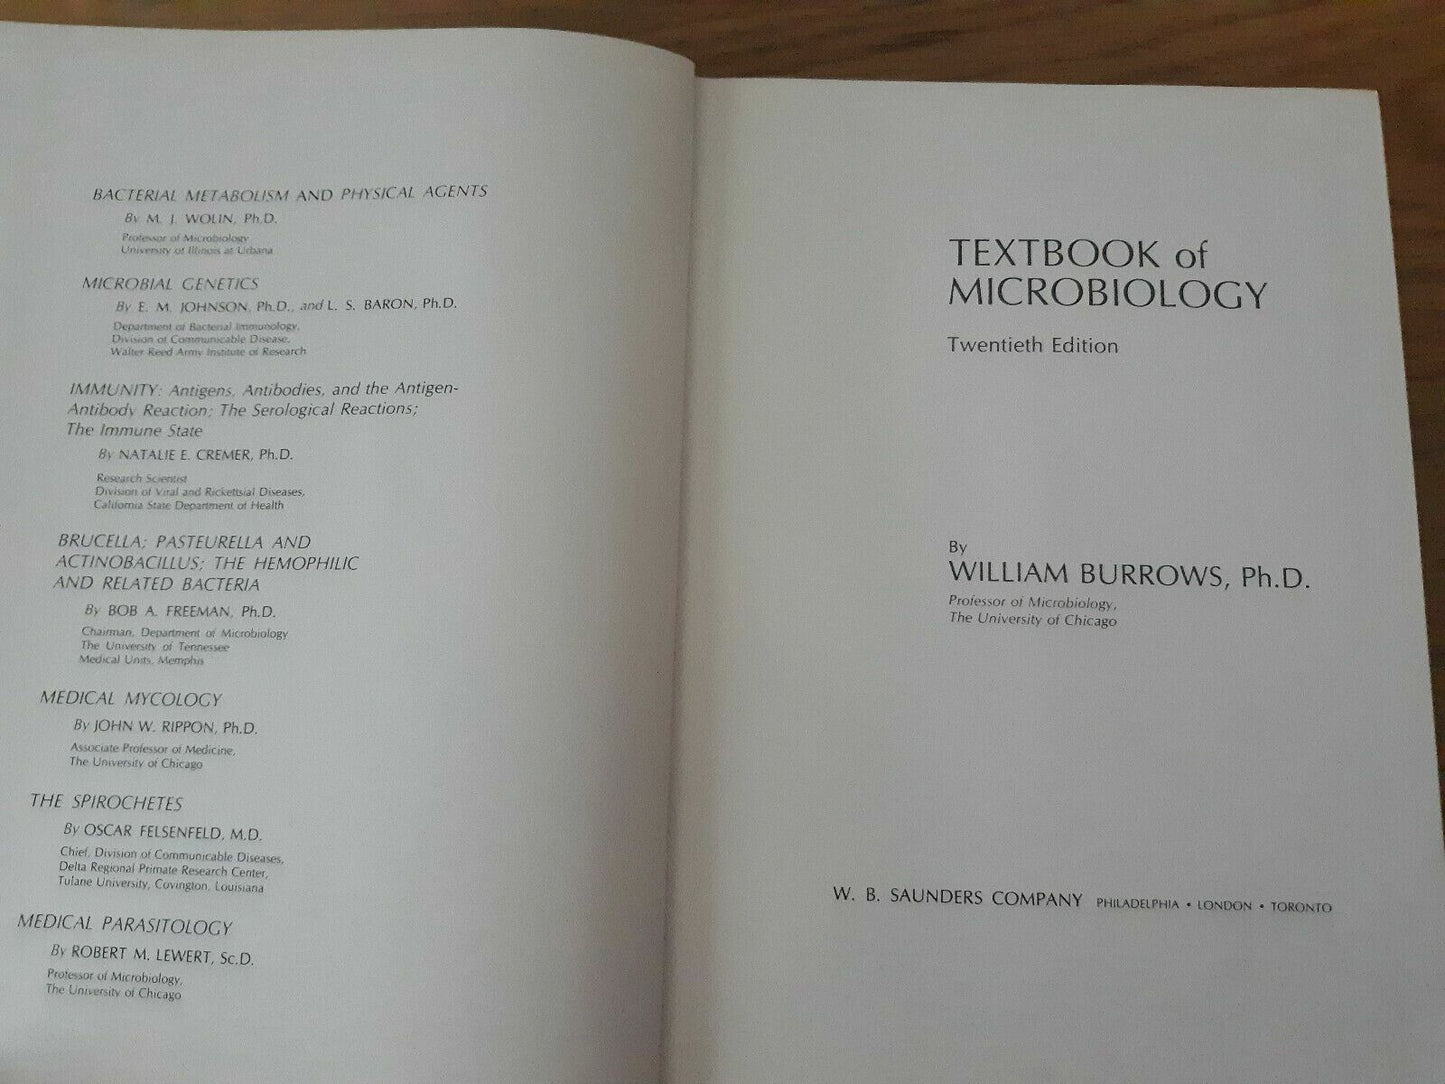 BACTERIAL METABOLISM AND PHYSICAL AGENTS
By M. J. WOLIN, Ph.D.
Professor of Microbiology
University of Illinois at Urbana
MICROBIAL GENETICS
By E. M. JOHNSON, Ph.D., and L. S. BARON, Ph.D.
Department of Bacterial Immunology,
Division of Communicable Disease,
Walter Reed Army Institute of Research
IMMUNITY: Antigens, Antibodies, and the Antigen-
Antibody Reaction; The Serological Reactions;
The Immune State
By NATALIE E. CREMER, Ph.D.
Research Scientist
Division of Viral and Rickettsial Diseases,
California State Department of Health
BRUCELLA; PASTEURELLA AND
ACTINOBACILLUS; THE HEMOPHILIC
AND RELATED BACTERIA
By BOB A. FREEMAN, Ph.D.
Chairman, Department of Microbiology
The University of Tennessee
Medical Units, Memphis
MEDICAL MYCOLOGY
By JOHN W. RIPPON, Ph.D.
Associate Professor of Medicine,
The University of Chicago
THE SPIROCHETES
By OSCAR FELSENFELD, M.D.
Chief, Division of Communicable Diseases,
Delta Regional Primate Research Center,
Tulane University, Covington, Louisiana
MEDICAL PARASITOLOGY
By ROBERT M. LEWERT, Sc.D.
Professor of Microbiology,
The University of Chicago
TEXTBOOK of
MICROBIOLOGY
Twentieth Edition
By
WILLIAM BURROWS, Ph.D.
Professor of Microbiology,
The University of Chicago
W. B. SAUNDERS COMPANY PHILADELPHIA • LONDON • TORONTO